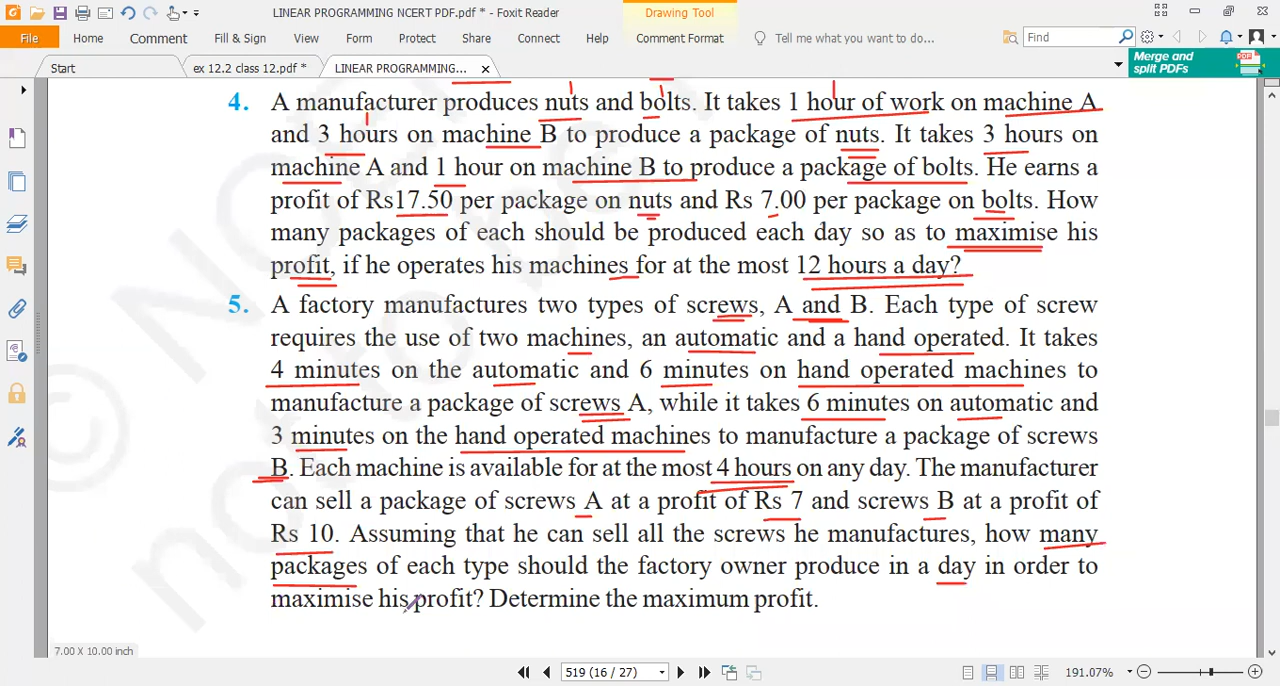 LINEAR PROGRAMMING NCERT PDF.pdf * - Foxit Reader
Drawing Tool
File Home Comment Fill & Sign View Form Protect Share Connect Help Comment Format Tell me what you want to do... Find
Start ex 12.2 class 12.pdf * LINEAR PROGRAMMING...
Merge and
split PDFs
4. A manufacturer produces nuts and bolts. It takes 1 hour of work on machine A
and 3 hours on machine B to produce a package of nuts. It takes 3 hours on
machine A and 1 hour on machine B to produce a package of bolts. He earns a
profit of Rs17.50 per package on nuts and Rs 7.00 per package on bolts. How
many packages of each should be produced each day so as to maximise his
profit, if he operates his machines for at the most 12 hours a day?
5. A factory manufactures two types of screws, A and B. Each type of screw
requires the use of two machines, an automatic and a hand operated. It takes
4 minutes on the automatic and 6 minutes on hand operated machines to
manufacture a package of screws A, while it takes 6 minutes on automatic and
3 minutes on the hand operated machines to manufacture a package of screws
B. Each machine is available for at the most 4 hours on any day. The manufacturer
can sell a package of screws A at a profit of Rs 7 and screws B at a profit of
Rs 10. Assuming that he can sell all the screws he manufactures, how many
packages of each type should the factory owner produce in a day in order to
maximise his profit? Determine the maximum profit.
7.00 X 10.00 inch
519 (16 / 27) 191.07%